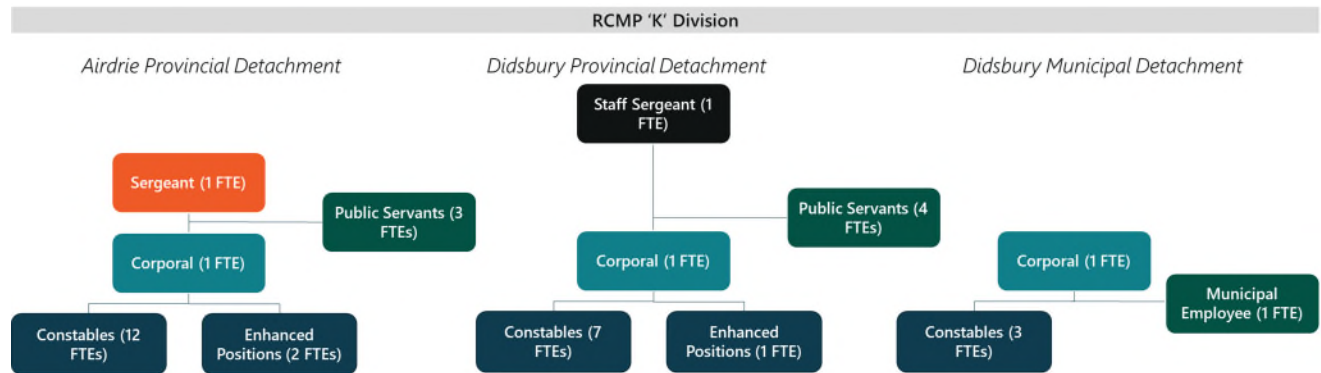 RCMP ‘K’ Division
Airdrie Provincial Detachment
Didsbury Provincial Detachment
Didsbury Municipal Detachment
Staff Sergeant (1
FTE)
Sergeant (1 FTE)
Public Servants (3
FTEs)
Public Servants (4
FTEs)
Corporal (1 FTE)
Corporal (1 FTE)
Corporal (1 FTE)
Municipal
Employee (1 FTE)
Constables (12
FTEs)
Enhanced
Positions (2 FTEs)
Constables (7
FTEs)
Enhanced
Positions (1 FTE)
Constables (3
FTEs)